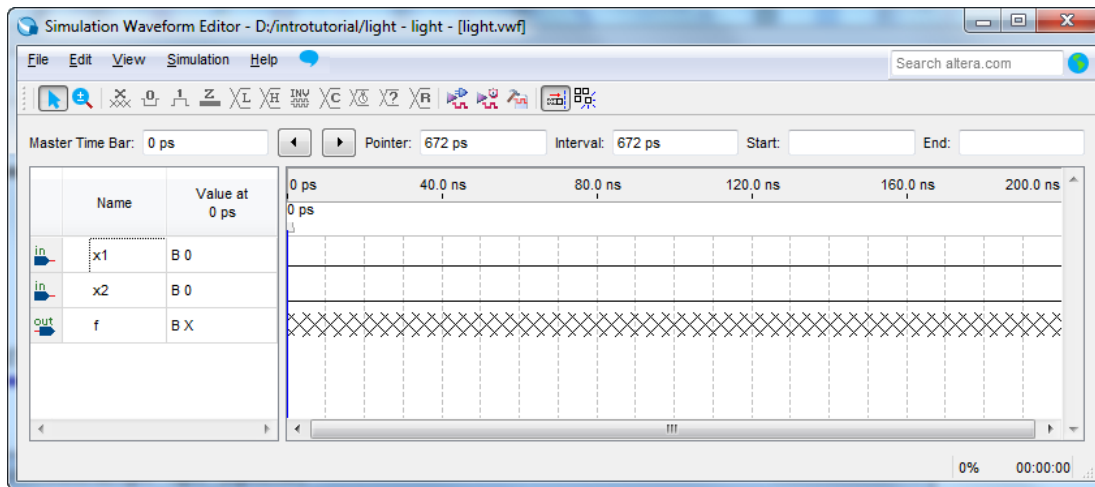 Simulation Waveform Editor - D:/introtutorial/light - light - [light.vwf]
File Edit View Simulation Help Search altera.com
Master Time Bar: 0 ps Pointer: 672 ps Interval: 672 ps Start: End:
Name Value at 0 ps
0 ps 40.0 ns 80.0 ns 120.0 ns 160.0 ns 200.0 ns
0 ps
in x1 B 0
in x2 B 0
out f B X
0% 00:00:00